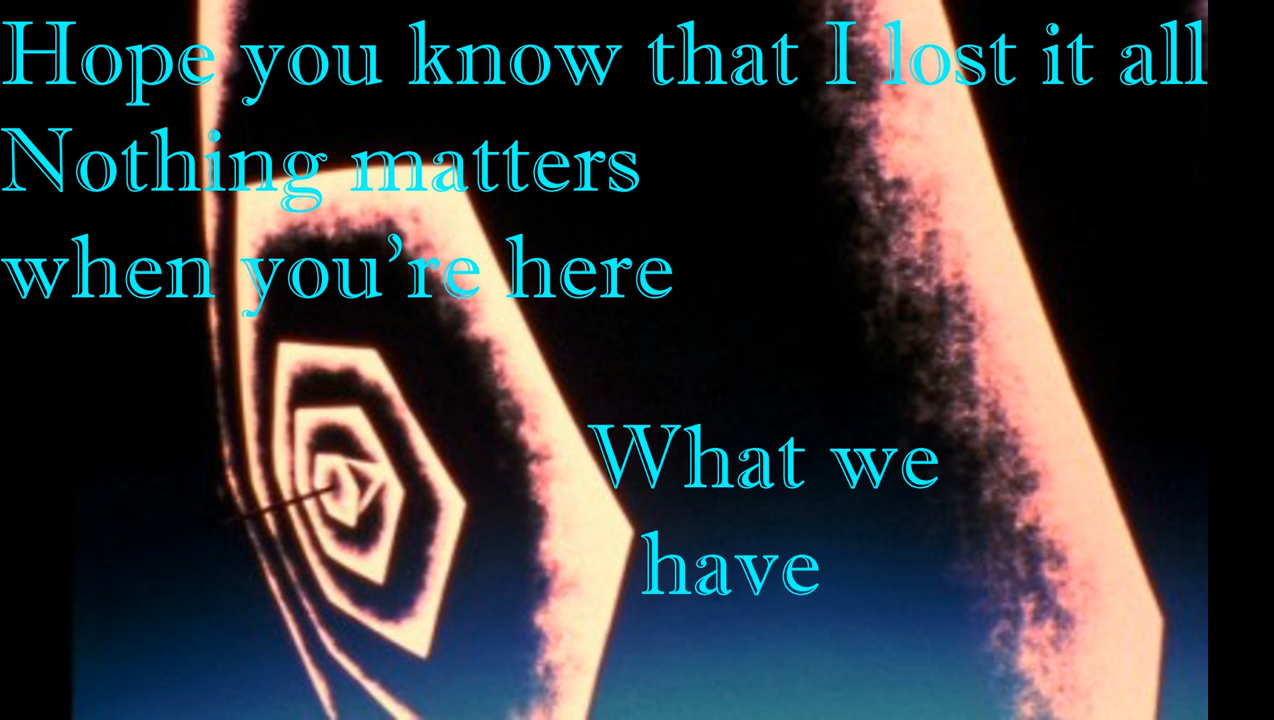 Hope you know that I lost it all
Nothing matters
when you’re here
What we
have